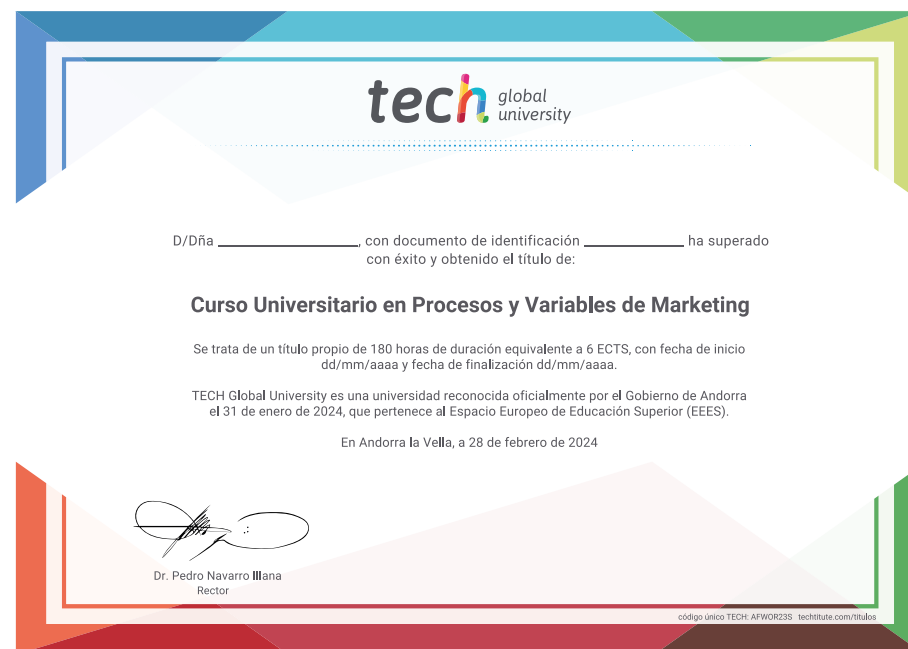 tech global university
D/Dña ________________, con documento de identificación ____________ ha superado
con éxito y obtenido el título de:
Curso Universitario en Procesos y Variables de Marketing
Se trata de un título propio de 180 horas de duración equivalente a 6 ECTS, con fecha de inicio
dd/mm/aaaa y fecha de finalización dd/mm/aaaa.
TECH Global University es una universidad reconocida oficialmente por el Gobierno de Andorra
el 31 de enero de 2024, que pertenece al Espacio Europeo de Educación Superior (EEES).
En Andorra la Vella, a 28 de febrero de 2024
Dr. Pedro Navarro Illana
Rector
código único TECH: AFWOR23S techtitute.com/titulos